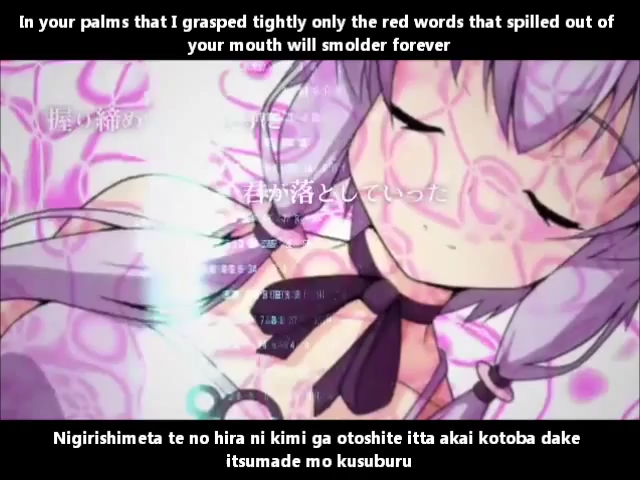 In your palms that I grasped tightly only the red words that spilled out of
your mouth will smolder forever
握り締め
君が落としていった
Nigirishimeta te no hira ni kimi ga otoshite itta akai kotoba dake
itsumade mo kusuburu